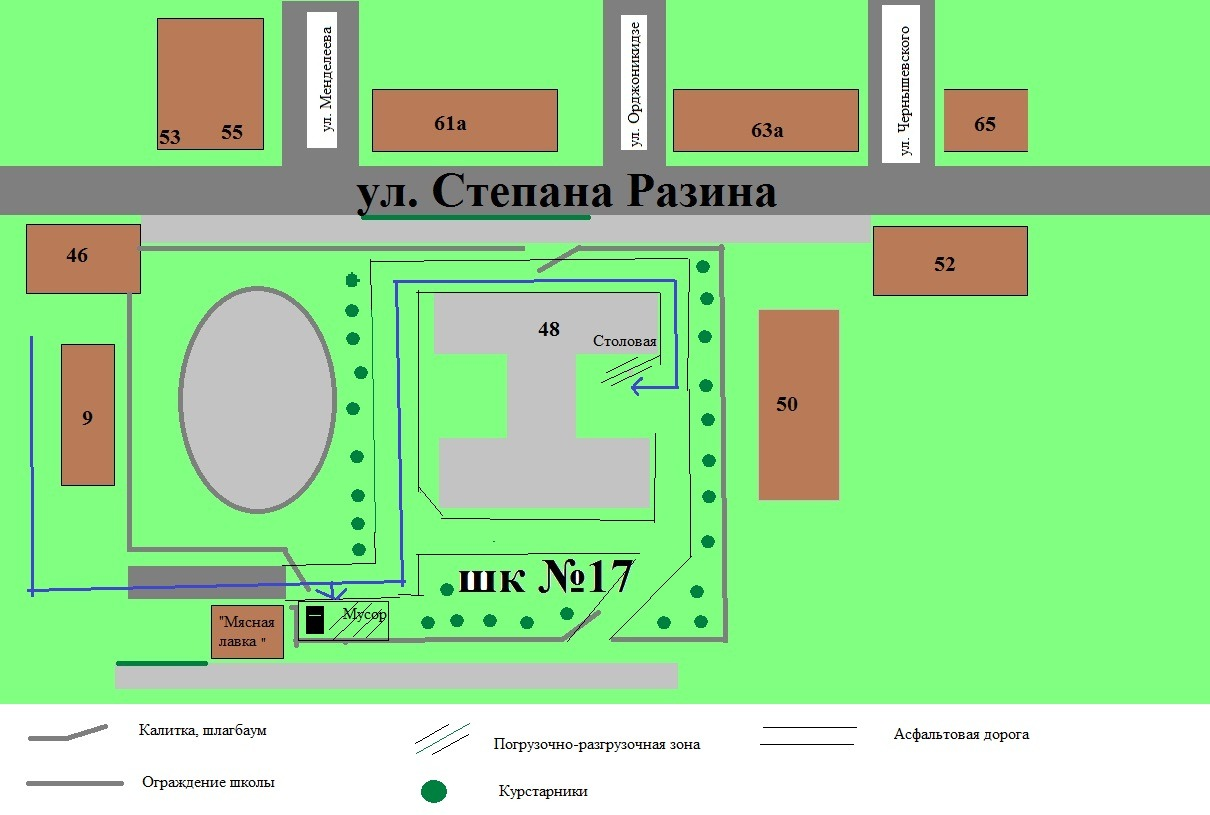 ул. Менделеева
ул. Орджоникидзе
ул. Чернышевского
53
55
61а
63а
65
ул. Степана Разина
46
52
48
Столовая
9
50
шк №17
"Мясная
лавка "
Мусор
Калитка, шлагбаум
Погрузочно-разгрузочная зона
Асфальтовая дорога
Ограждение школы
Курстарники